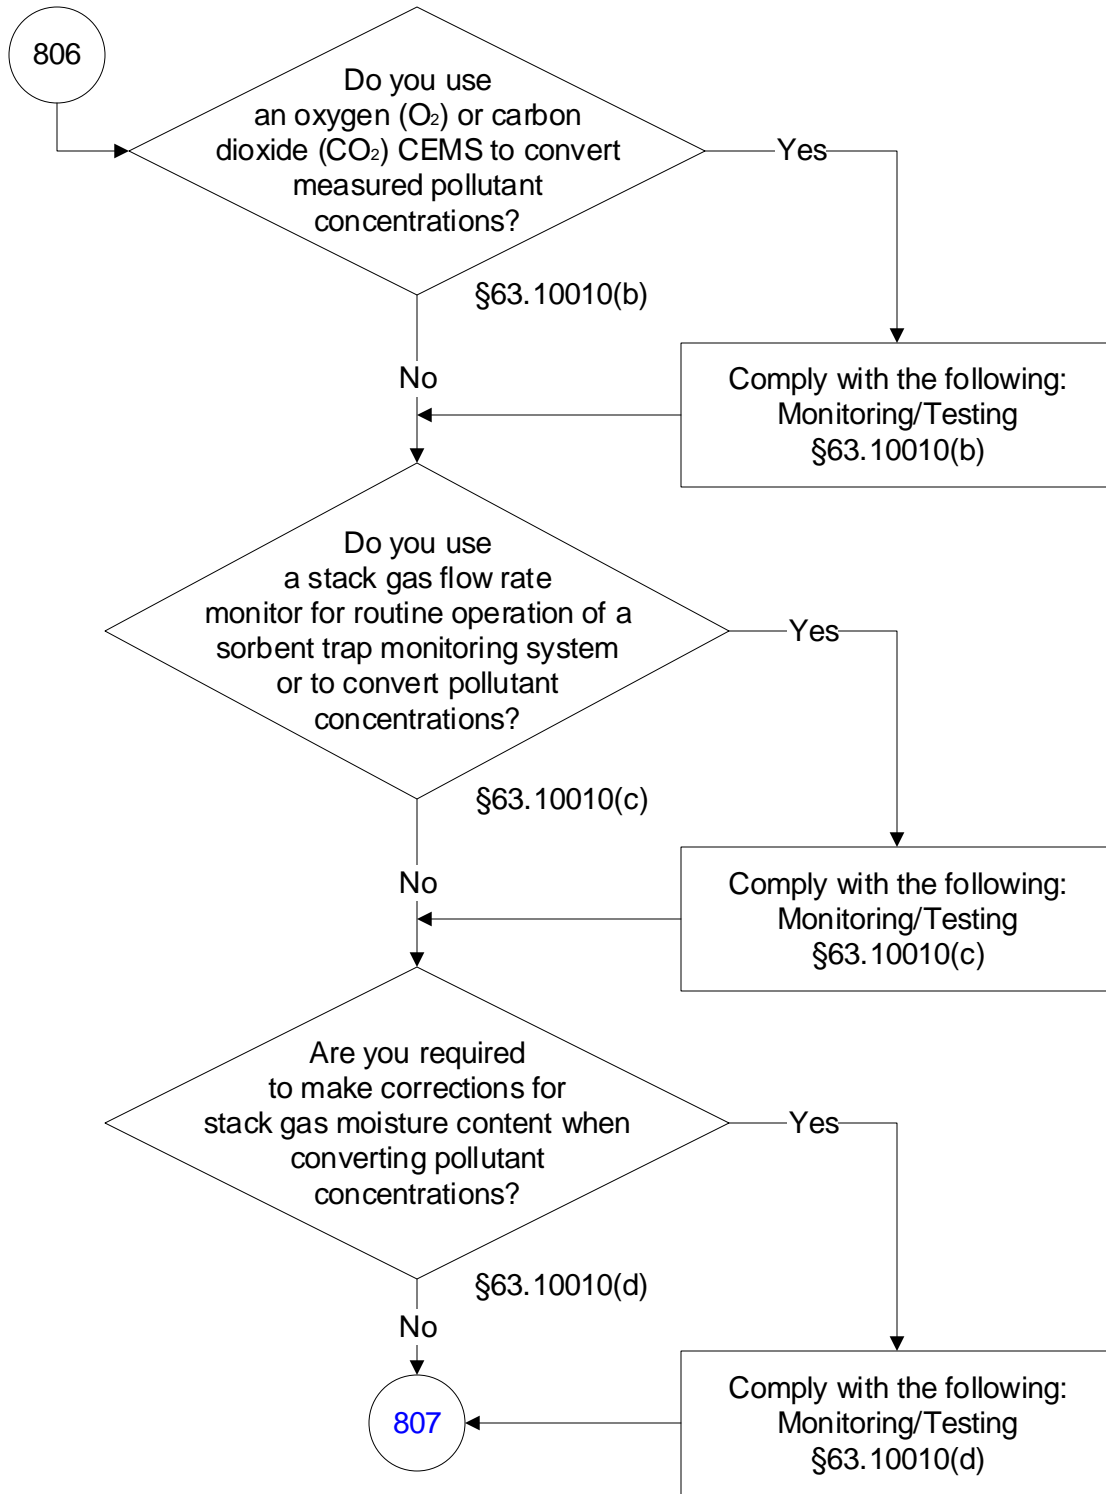 806
Do you use
an oxygen (O₂) or carbon
dioxide (CO₂) CEMS to convert
measured pollutant
concentrations?
Yes
§63.10010(b)
No
Comply with the following:
Monitoring/Testing
§63.10010(b)
Do you use
a stack gas flow rate
monitor for routine operation of a
sorbent trap monitoring system
or to convert pollutant
concentrations?
Yes
§63.10010(c)
No
Comply with the following:
Monitoring/Testing
§63.10010(c)
Are you required
to make corrections for
stack gas moisture content when
converting pollutant
concentrations?
Yes
§63.10010(d)
No
Comply with the following:
Monitoring/Testing
§63.10010(d)
807